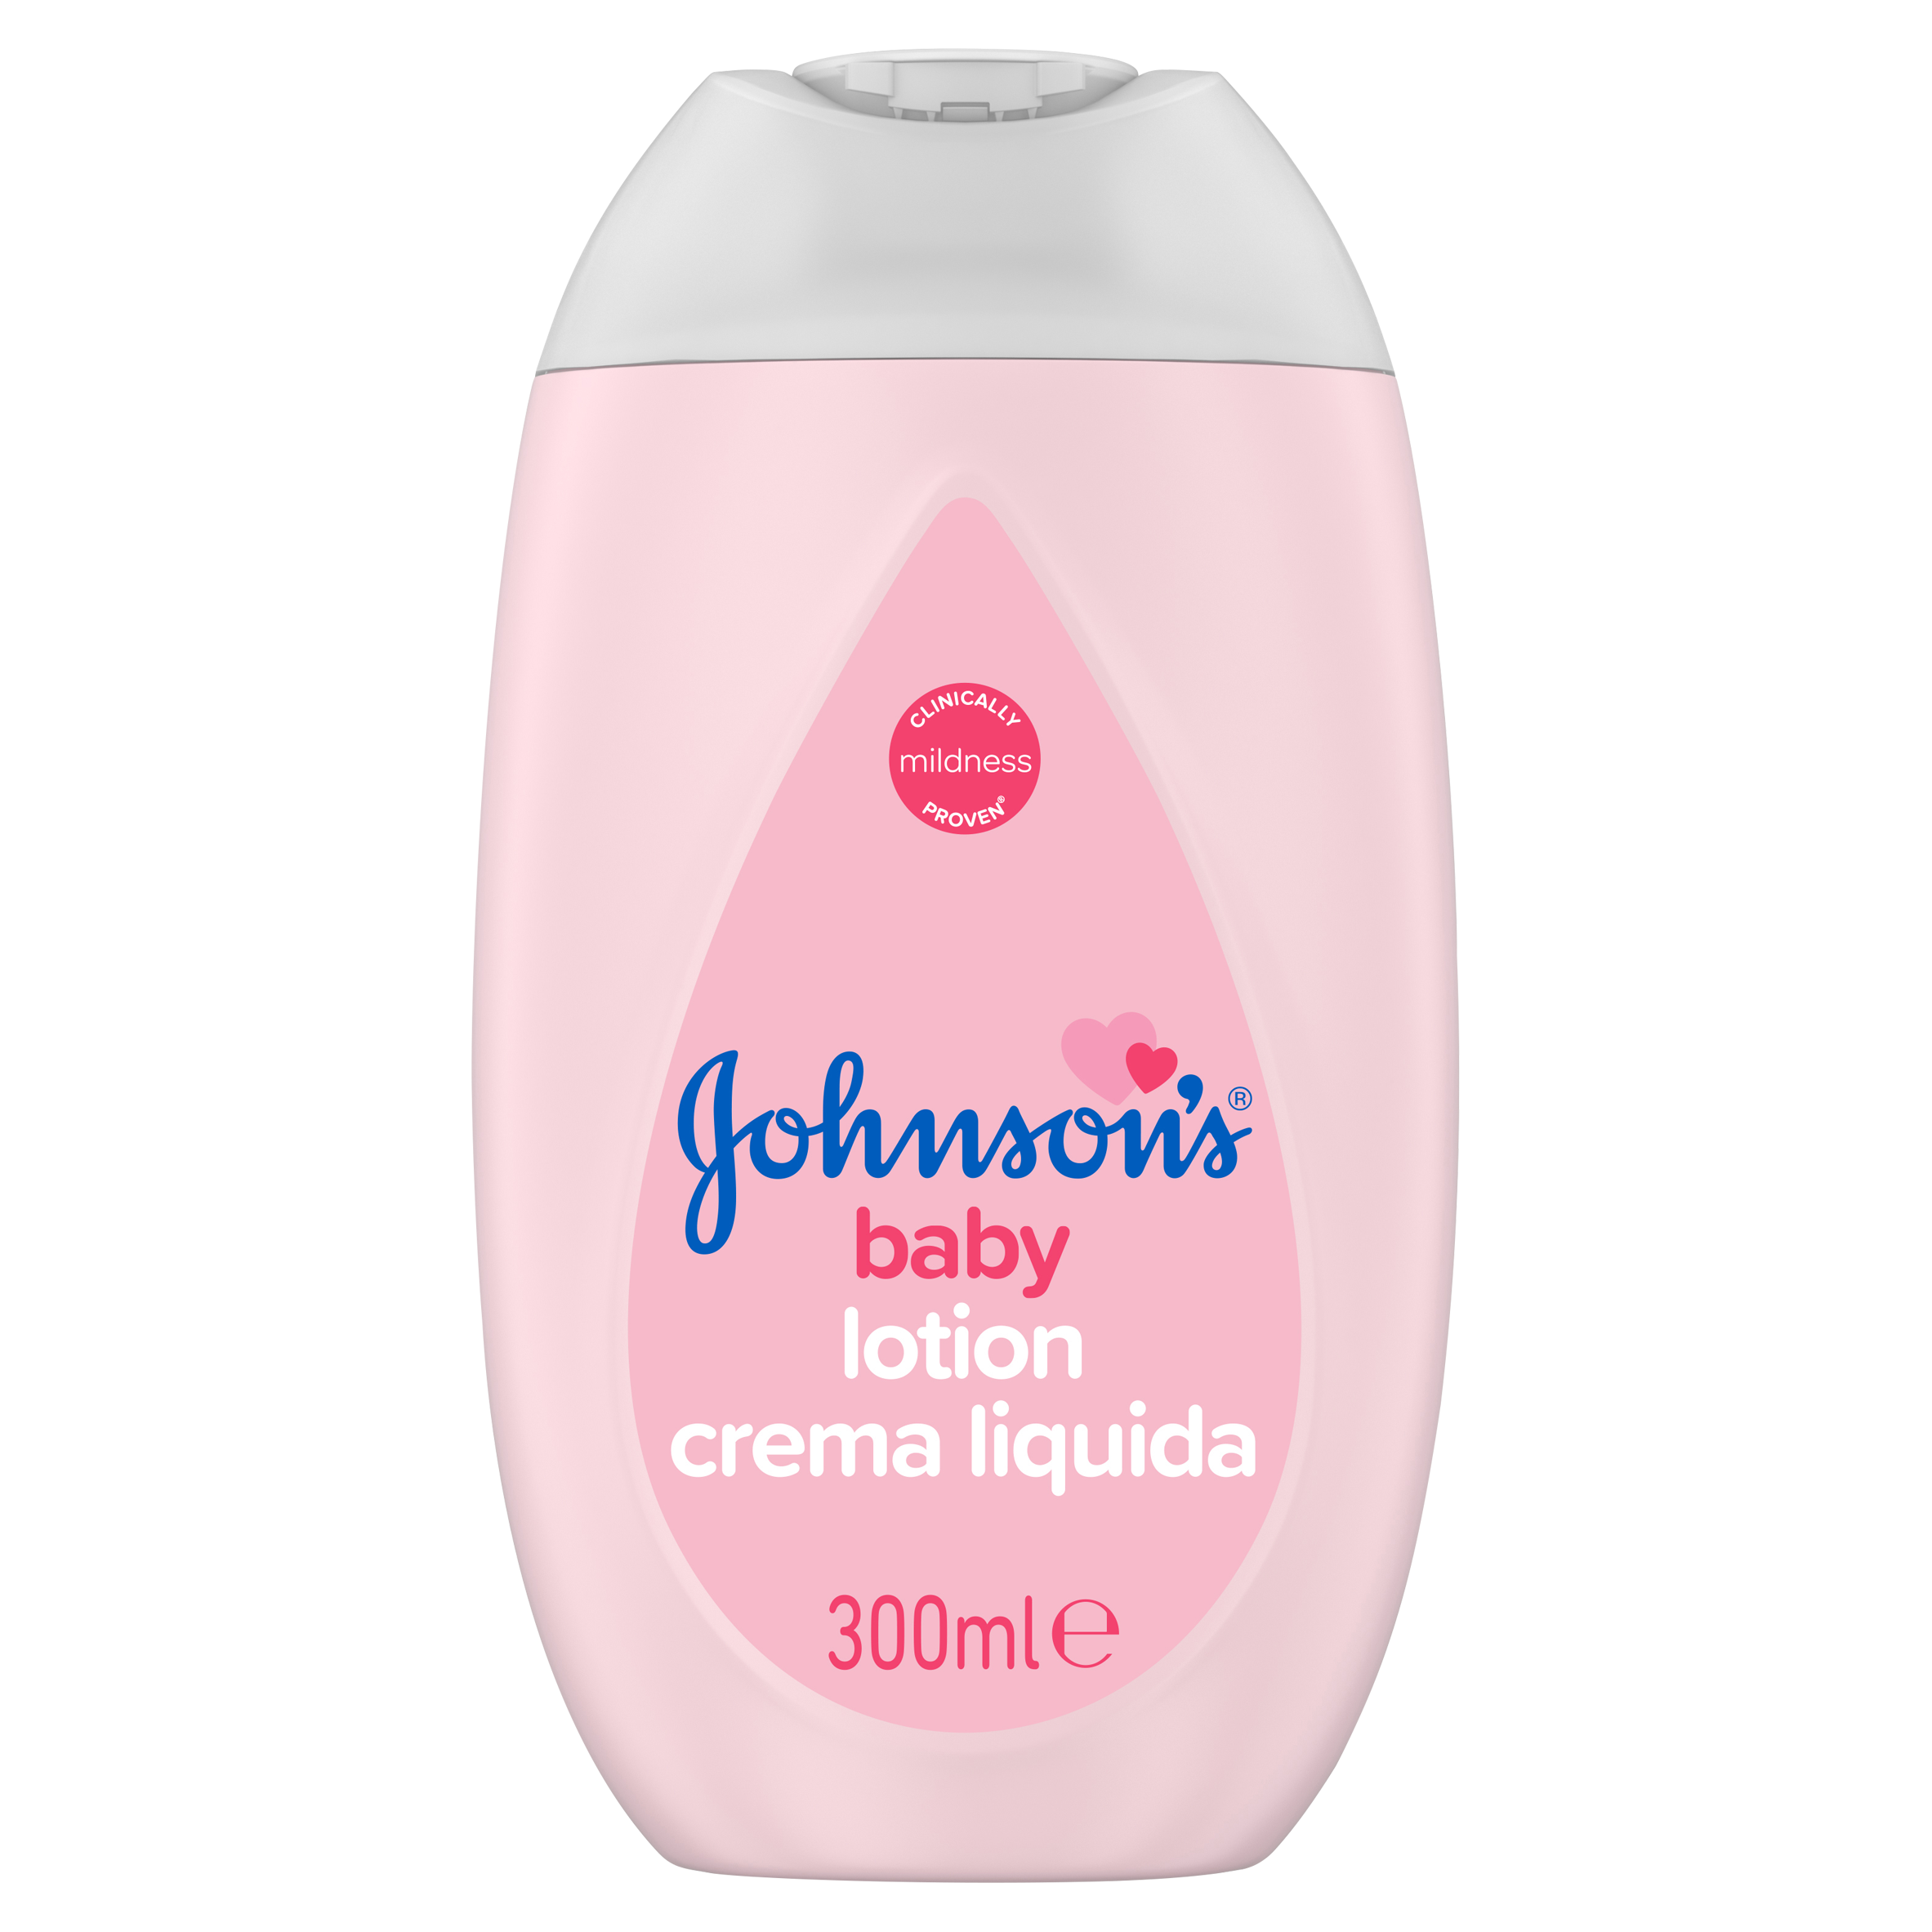 CLINICALLY
mildness
PROVEN®
Johnson's®
baby
lotion
crema liquida
300ml℮